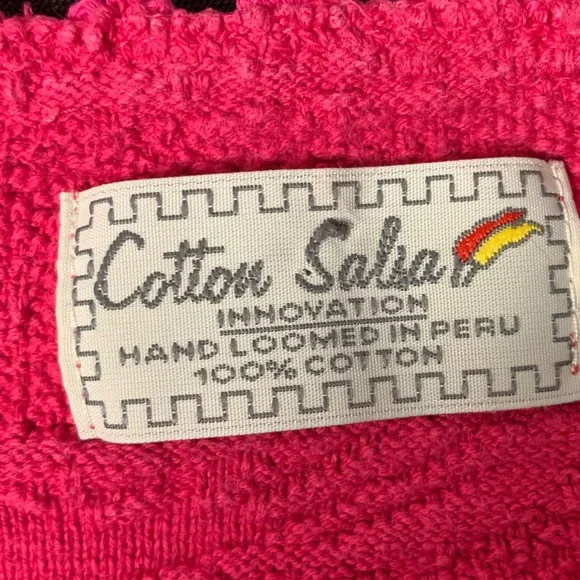 Cotton Salsa
INNOVATION
HAND LOOMED IN PERU
100% COTTON